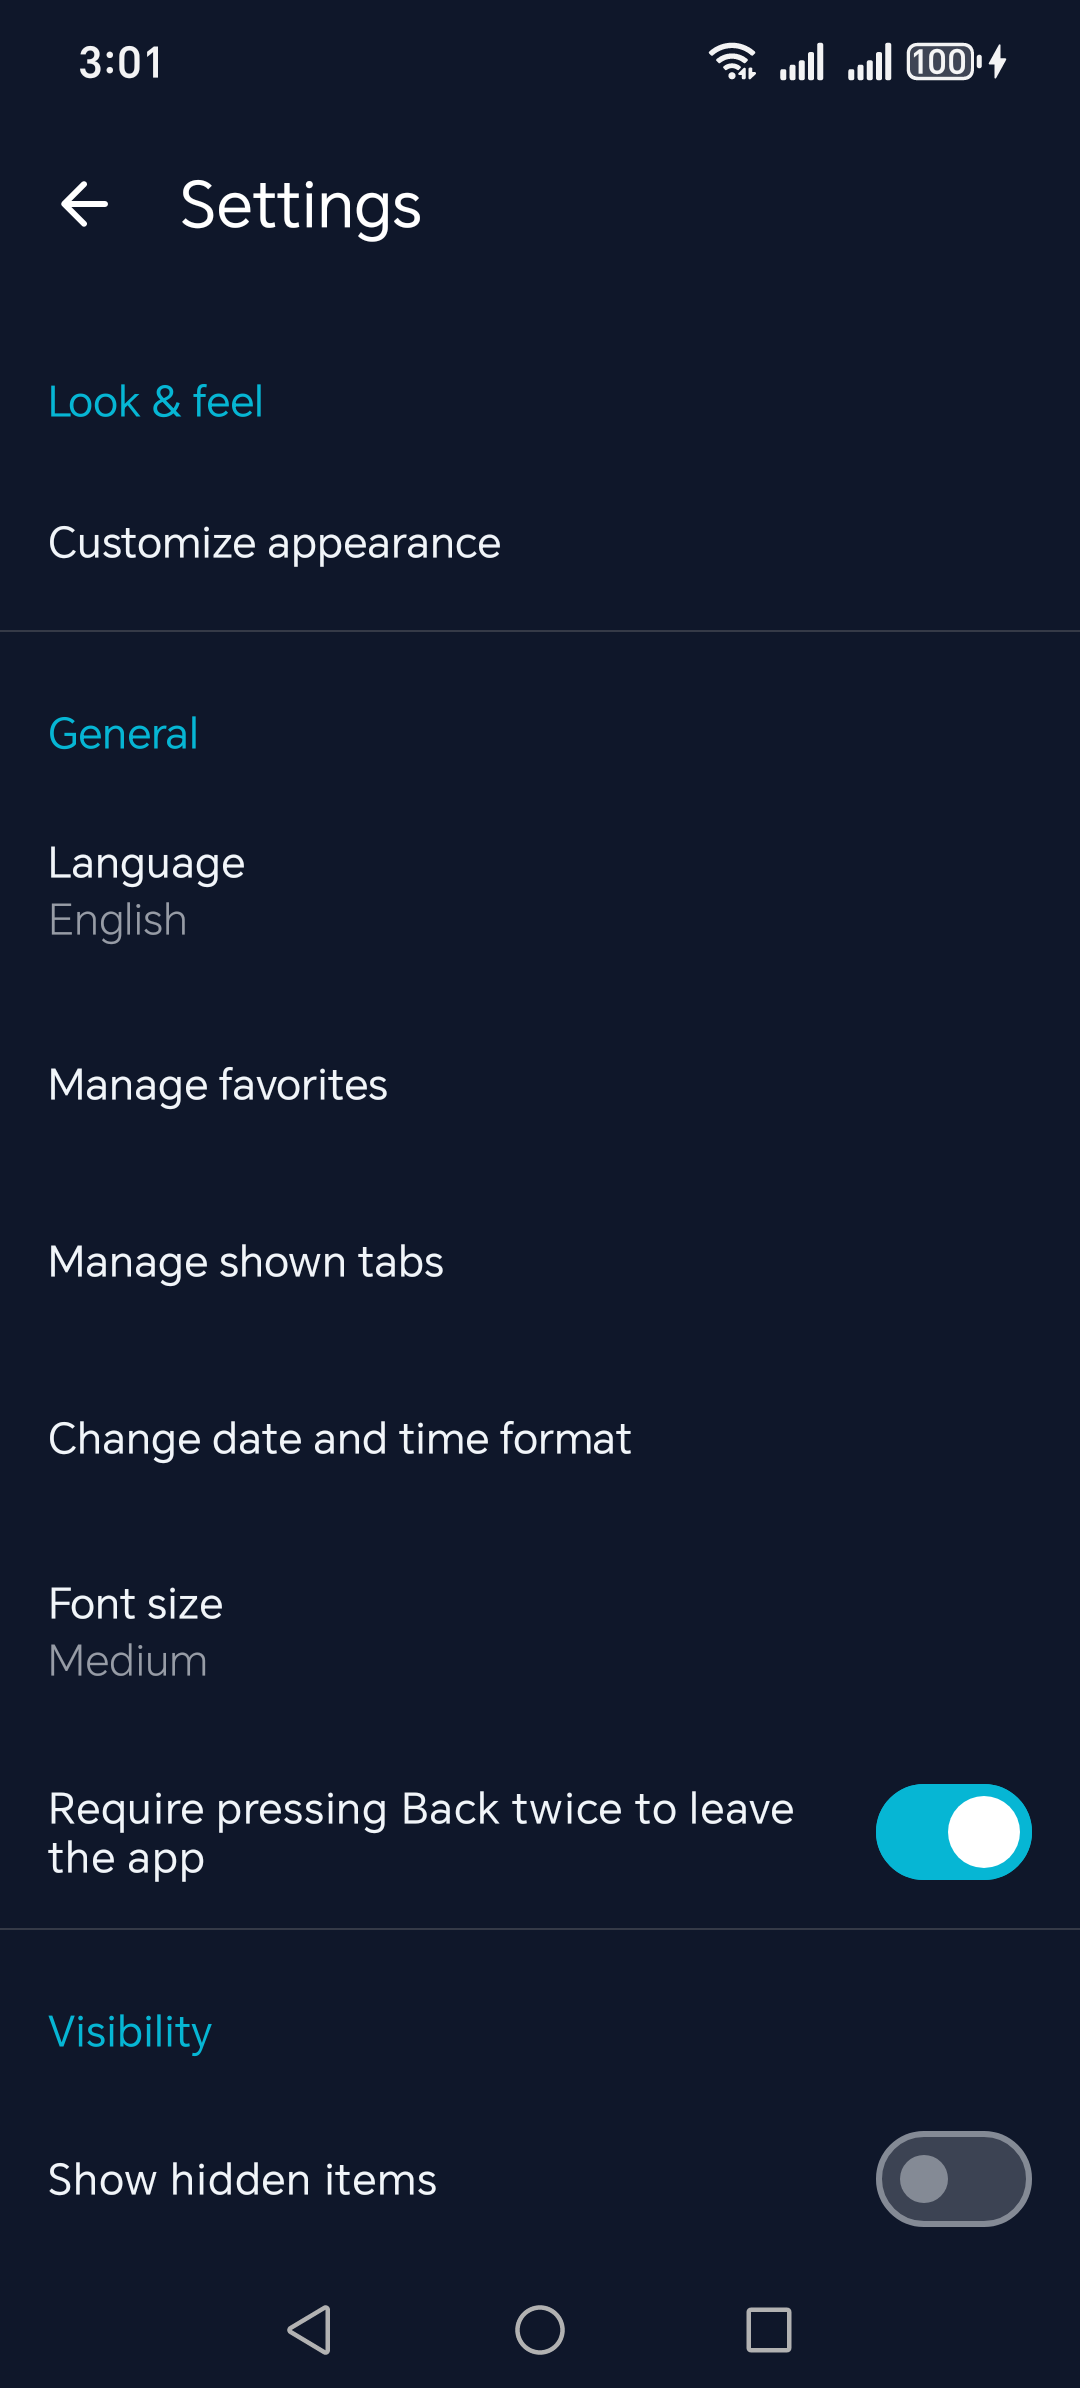 3:01
100
Settings
Look & feel
Customize appearance
General
Language
English
Manage favorites
Manage shown tabs
Change date and time format
Font size
Medium
Require pressing Back twice to leave
the app
Visibility
Show hidden items